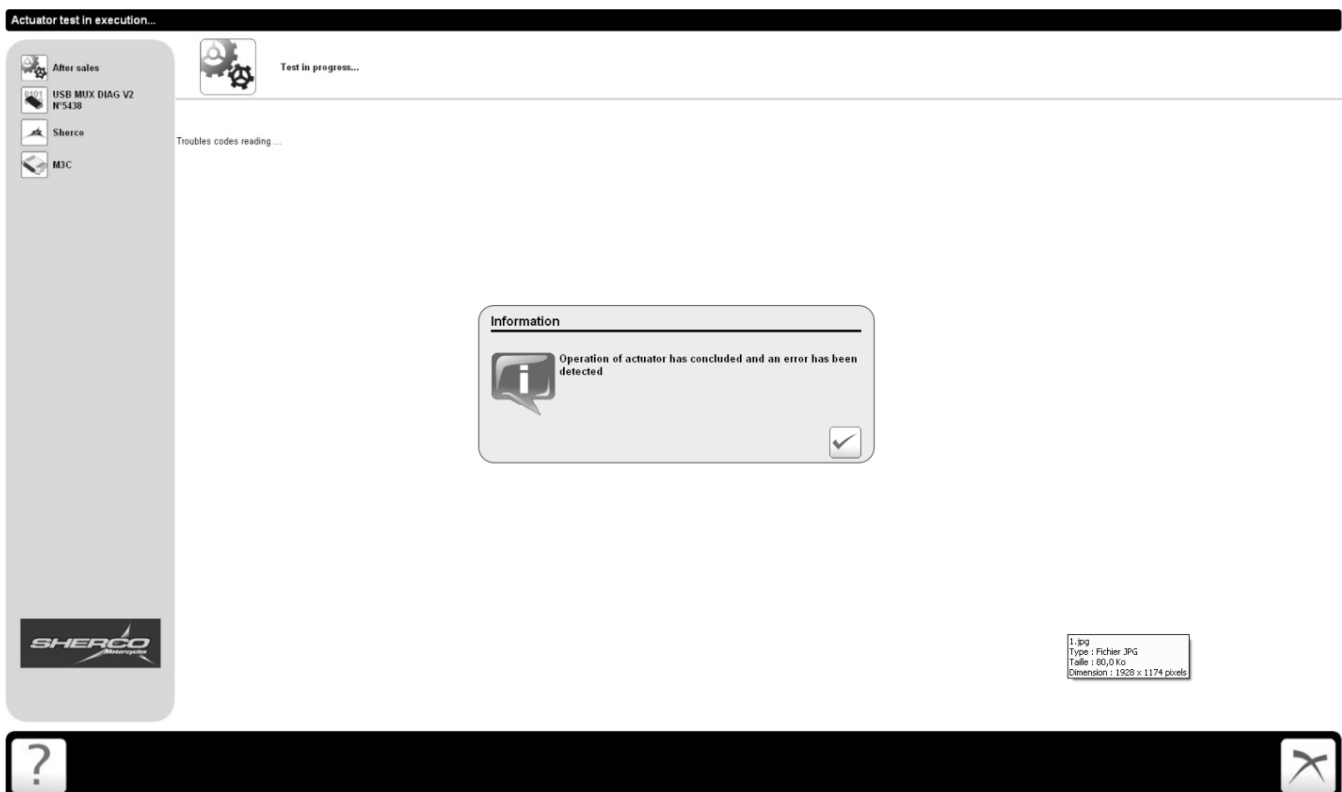 Actuator test in execution...
After sales
USB MUX DIAG V2
N°5438
Sherco
M3C
Test in progress...
Troubles codes reading ...
Information
Operation of actuator has concluded and an error has been
detected
SHERCO
Motorcycles
1.jpg
Type : Fichier JPG
Taille : 80,0 Ko
Dimension : 1928 x 1174 pixels
?